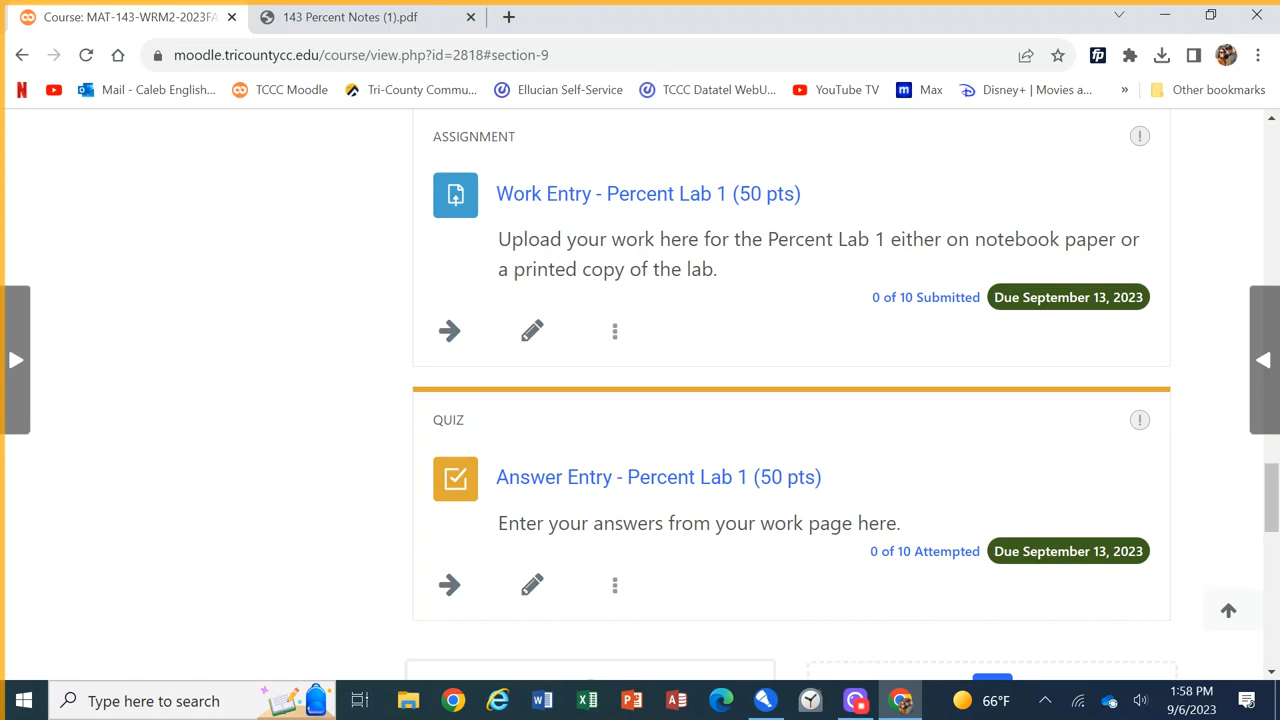 Course: MAT-143-WRM2-2023FA
143 Percent Notes (1).pdf
moodle.tricountycc.edu/course/view.php?id=2818#section-9
Mail - Caleb English...
TCCC Moodle
Tri-County Commu...
Ellucian Self-Service
TCCC Datatel WebU...
YouTube TV
Max
Disney+ | Movies a...
»
Other bookmarks
ASSIGNMENT
Work Entry - Percent Lab 1 (50 pts)
Upload your work here for the Percent Lab 1 either on notebook paper or
a printed copy of the lab.
0 of 10 Submitted Due September 13, 2023
QUIZ
Answer Entry - Percent Lab 1 (50 pts)
Enter your answers from your work page here.
0 of 10 Attempted Due September 13, 2023
Type here to search
66°F
1:58 PM
9/6/2023